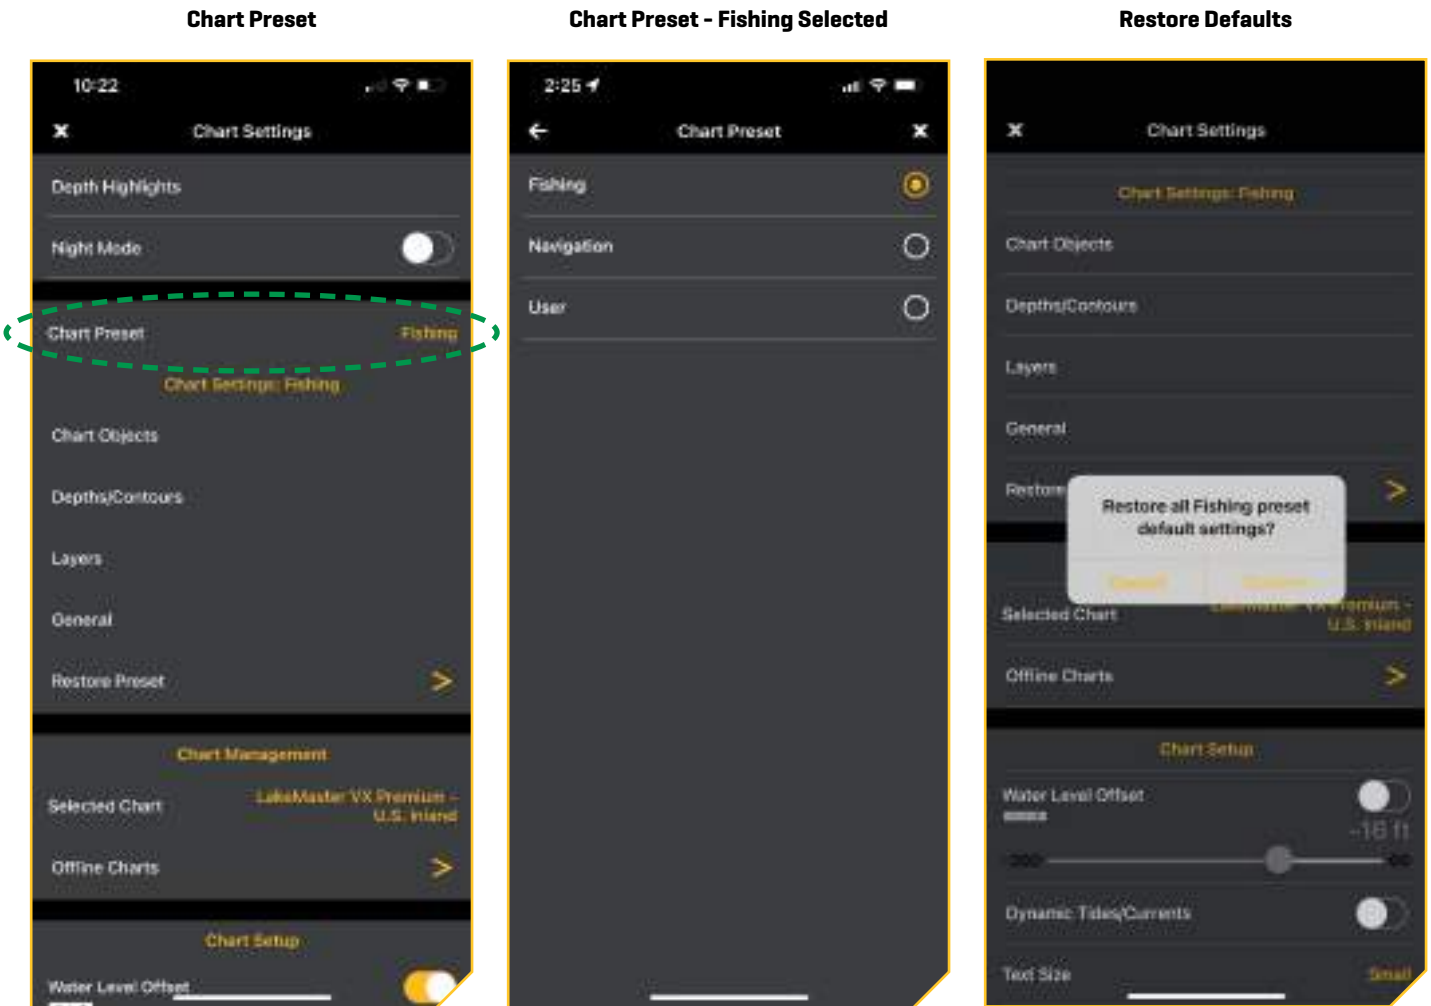 Chart Preset
10:22
Chart Settings
Depth Highlights
Night Mode
Chart Preset
Fishing
Chart Settings: Fishing
Chart Objects
Depths/Contours
Layers
General
Restore Preset
Chart Management
Selected Chart
LakeMaster VX Premium -
U.S. Inland
Offline Charts
Chart Setup
Water Level Offset
Chart Preset - Fishing Selected
2:25
Chart Preset
Fishing
Navigation
User
Restore Defaults
Chart Settings
Chart Settings: Fishing
Chart Objects
Depths/Contours
Layers
General
Restore
Restore all Fishing preset
default settings?
Cancel
Selected Chart
LakeMaster VX Premium -
U.S. Inland
Offline Charts
Chart Setup
Water Level Offset
-16 ft
Dynamic Tides/Currents
Text Size
Small